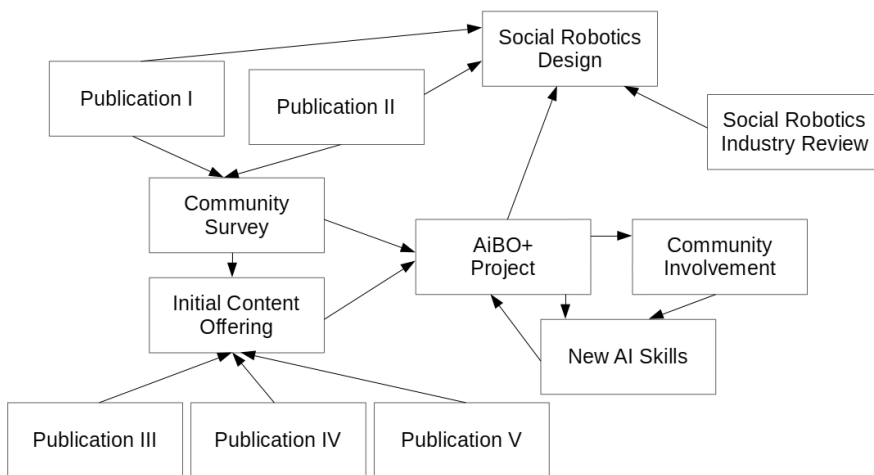 Social Robotics
Design
Publication I
Publication II
Social Robotics
Industry Review
Community
Survey
AiBO+
Project
Community
Involvement
Initial Content
Offering
New AI Skills
Publication III
Publication IV
Publication V